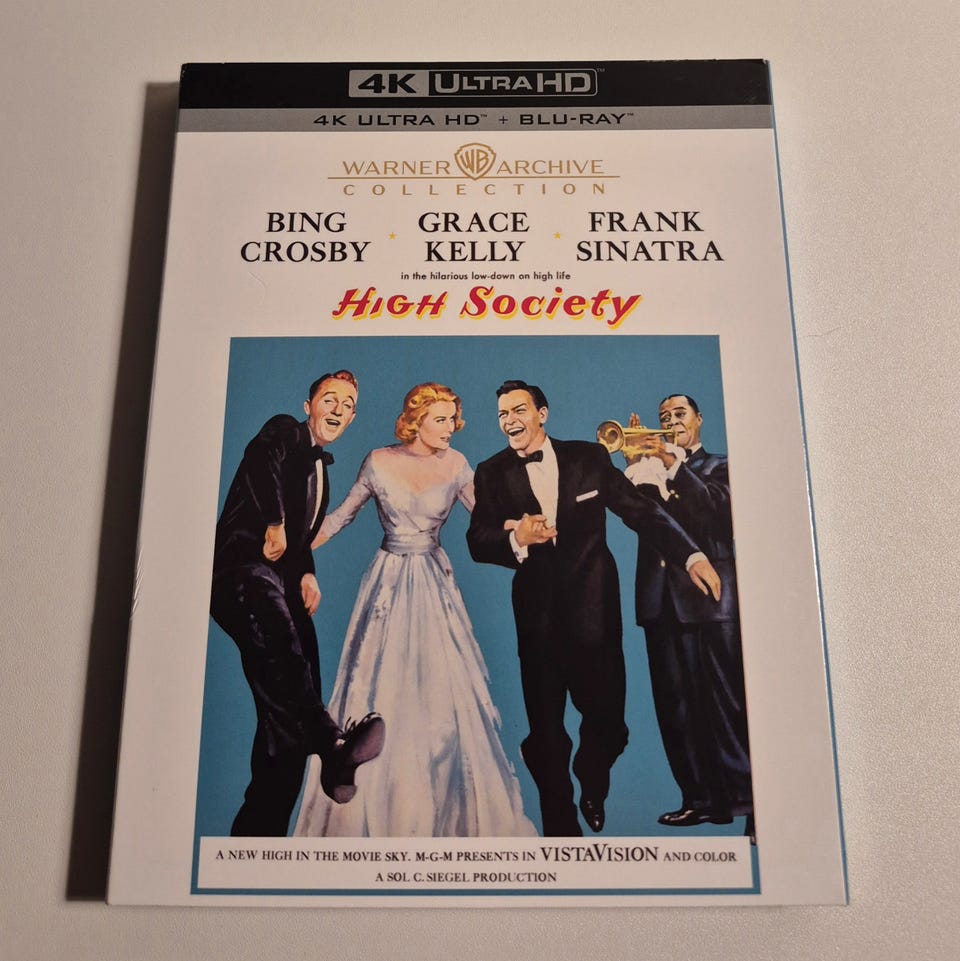 4K ULTRA HD™
4K ULTRA HD™ + BLU-RAY™
WARNER WB ARCHIVE
COLLECTION
BING CROSBY
GRACE KELLY
FRANK SINATRA
in the hilarious low-down on high life
HIGH SOCIETY
A NEW HIGH IN THE MOVIE SKY. M-G-M PRESENTS IN VISTAVISION AND COLOR
A SOL C. SIEGEL PRODUCTION